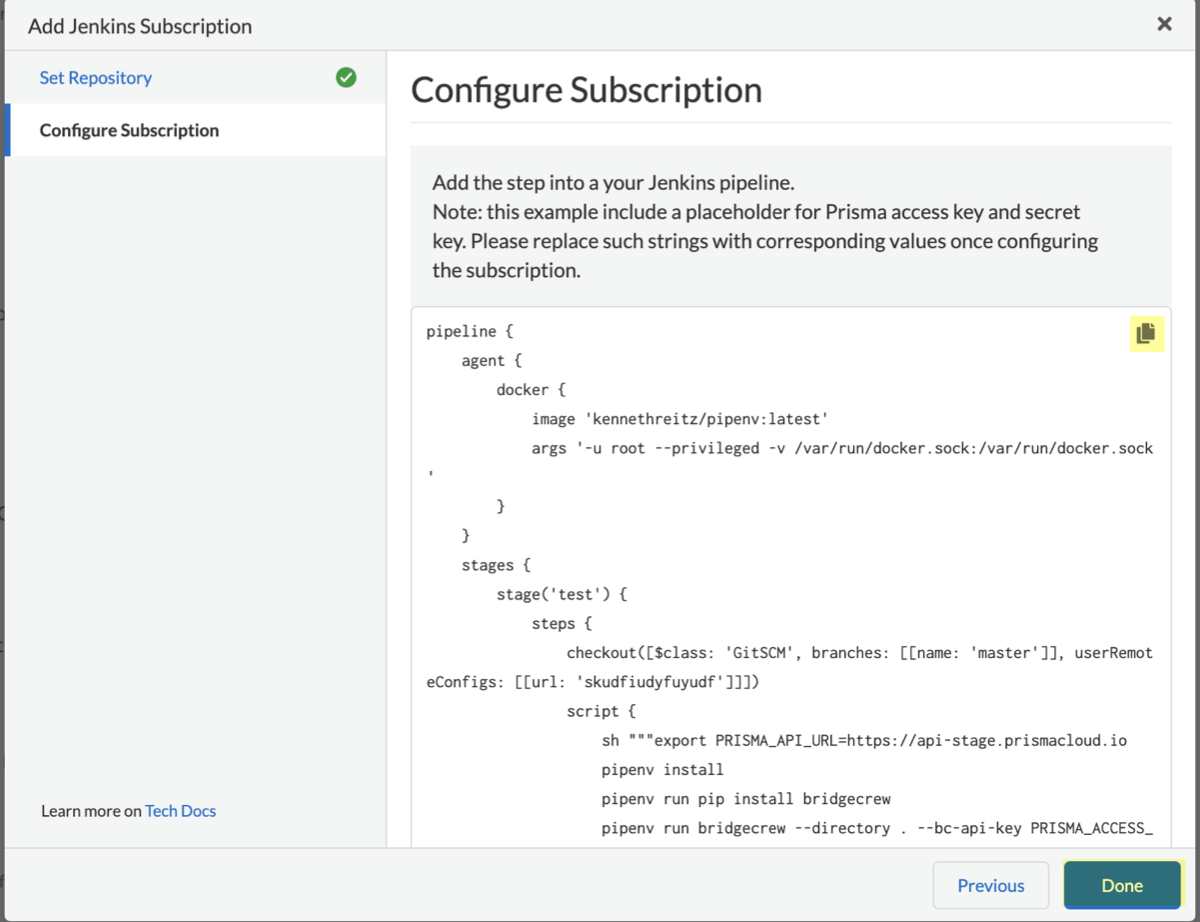 Add Jenkins Subscription
Set Repository
Configure Subscription
Learn more on Tech Docs
Configure Subscription
Add the step into a your Jenkins pipeline.
Note: this example include a placeholder for Prisma access key and secret
key. Please replace such strings with corresponding values once configuring
the subscription.
pipeline {
    agent {
        docker {
            image 'kennethreitz/pipenv:latest'
            args '-u root --privileged -v /var/run/docker.sock:/var/run/docker.sock
'
        }
    }
    stages {
        stage('test') {
            steps {
                checkout([$class: 'GitSCM', branches: [[name: 'master']], userRemot
eConfigs: [[url: 'skudfiudyfuyudf']]])
                script {
                    sh """export PRISMA_API_URL=https://api-stage.prismacloud.io
                    pipenv install
                    pipenv run pip install bridgecrew
                    pipenv run bridgecrew --directory . --bc-api-key PRISMA_ACCESS_
Previous
Done